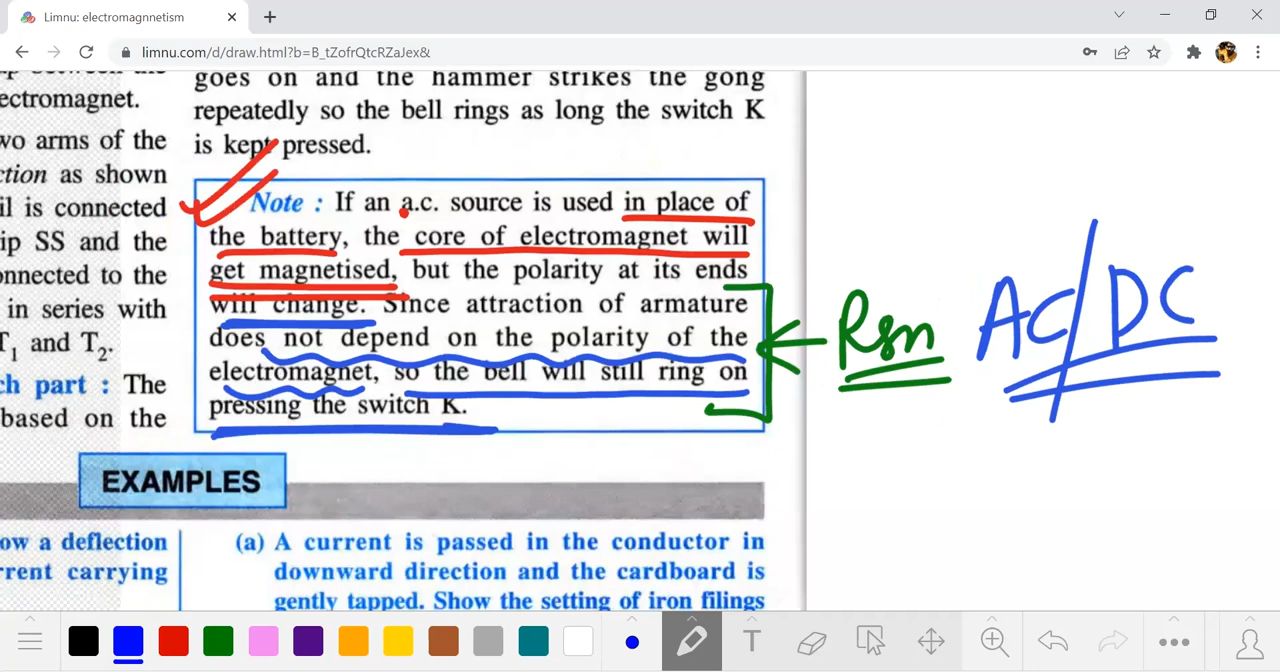 Limnu: electromagnnetism
limnu.com/d/draw.html?b=B_tZofrQtcRZaJex&
ectromagnet.
wo arms of the
ction as shown
il is connected
ip SS and the
onnected to the
in series with
T1 and T2.
ch part : The
based on the
goes on and the hammer strikes the gong
repeatedly so the bell rings as long the switch K
is kept pressed.
Note : If an a.c. source is used in place of
the battery, the core of electromagnet will
get magnetised, but the polarity at its ends
will change. Since attraction of armature
does not depend on the polarity of the
electromagnet, so the bell will still ring on
pressing the switch K.
Rsn
AC/DC
EXAMPLES
ow a deflection
rrent carrying
(a) A current is passed in the conductor in
downward direction and the cardboard is
gently tapped. Show the setting of iron filings
T